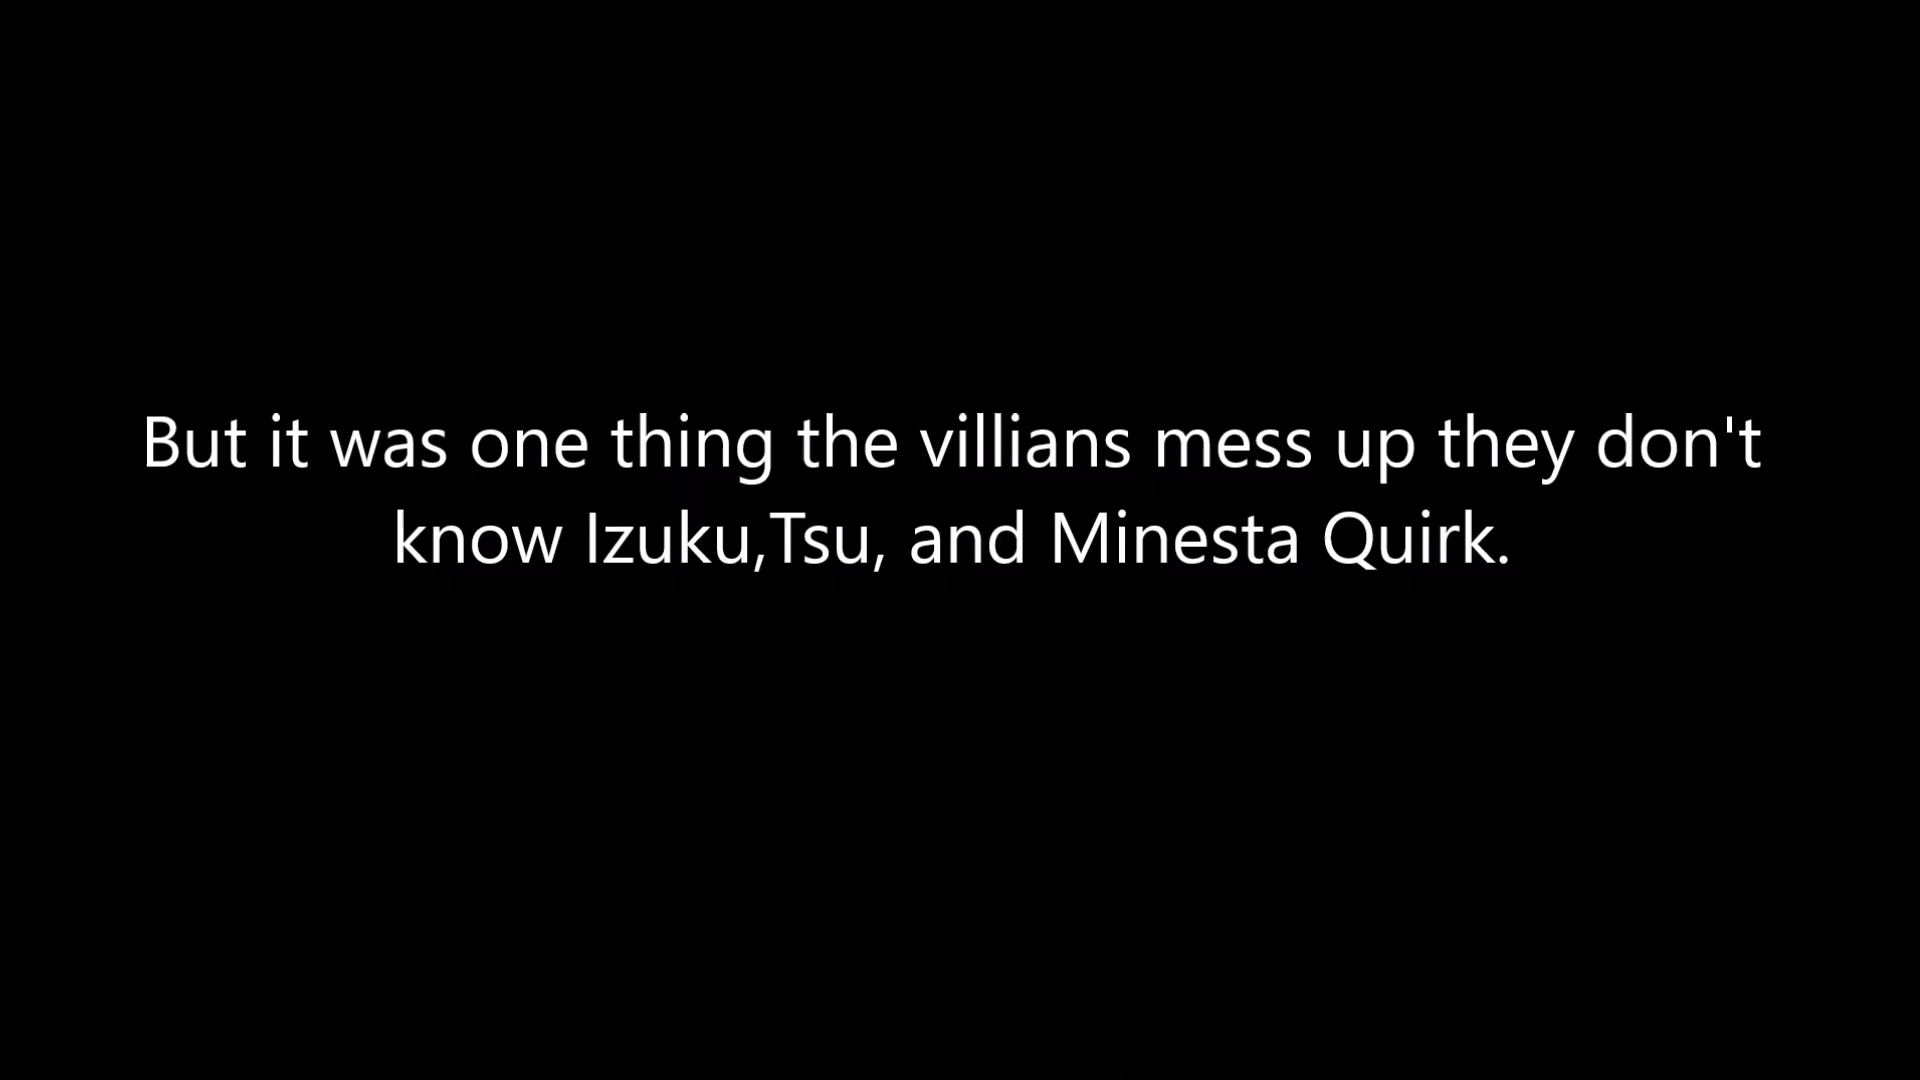 But it was one thing the villians mess up they don't
know Izuku,Tsu, and Minesta Quirk.